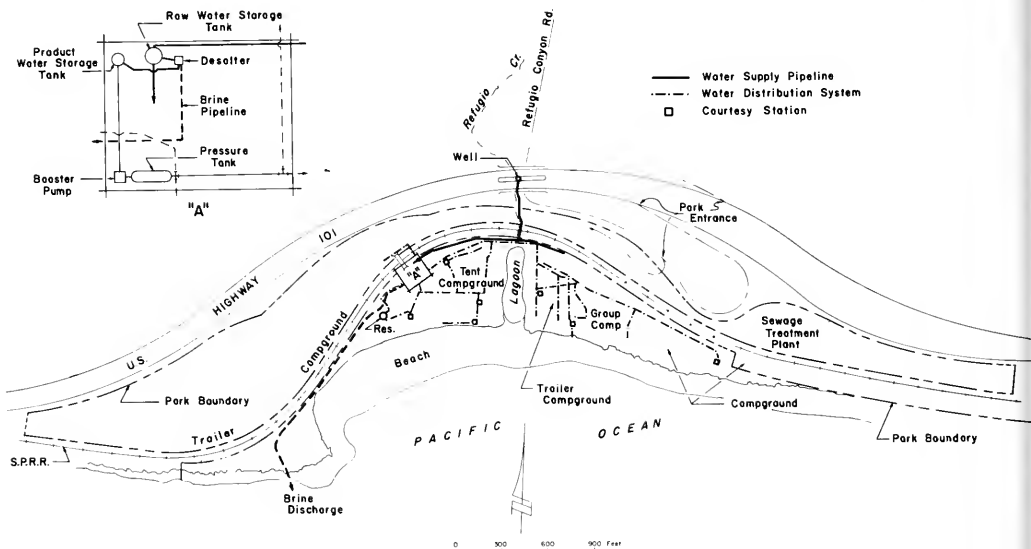 Raw Water Storage
Tank
Product
Water Storage
Tank
Desalter
Brine
Pipeline
Pressure
Tank
Booster
Pump
"A"
Refugio Cr.
Refugio Canyon Rd.
Water Supply Pipeline
Water Distribution System
Courtesy Station
Well
Park
Entrance
U.S. HIGHWAY 101
"A"
Tent
Campground
Lagoon
Group
Camp
Sewage
Treatment
Plant
Res.
Beach
Trailer Campground
Trailer
Campground
Campground
Park Boundary
Park Boundary
S.P.R.R.
PACIFIC OCEAN
Brine
Discharge
0 300 600 900 Feet